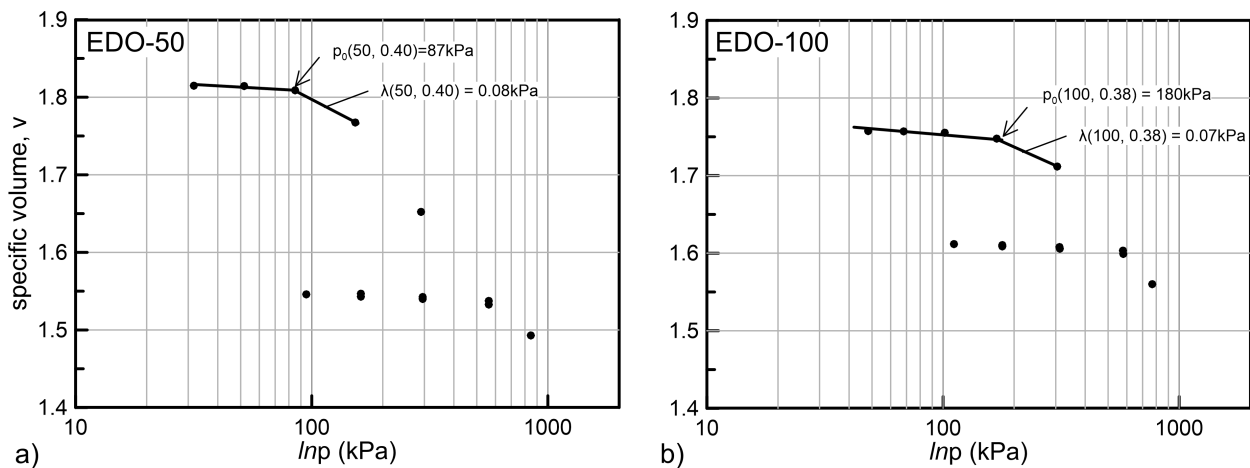 EDO-50
p₀(50, 0.40)=87kPa
λ(50, 0.40) = 0.08kPa
specific volume, v
1.9
1.8
1.7
1.6
1.5
1.4
10
100
1000
lnp (kPa)
a)
EDO-100
p₀(100, 0.38) = 180kPa
λ(100, 0.38) = 0.07kPa
1.9
1.8
1.7
1.6
1.5
1.4
10
100
1000
lnp (kPa)
b)